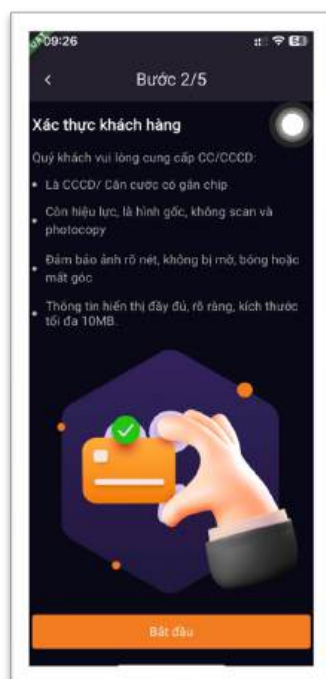 UAT
09:26
Bước 2/5
Xác thực khách hàng
Quý khách vui lòng cung cấp CC/CCCD:
• Là CCCD/ Căn cước có gắn chip
• Còn hiệu lực, là hình gốc, không scan và
photocopy
• Đảm bảo ảnh rõ nét, không bị mờ, bóng hoặc
mất góc
• Thông tin hiển thị đầy đủ, rõ ràng, kích thước
tối đa 10MB.
Bắt đầu